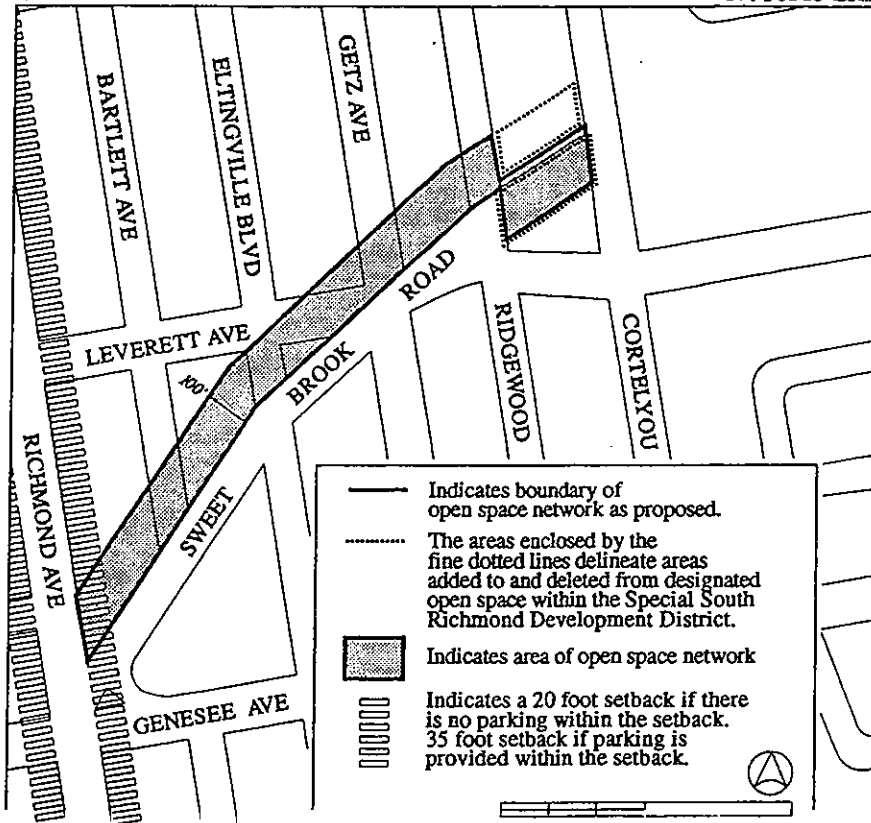 BARTLETT AVE
ELTINGVILLE BLVD
GETZ AVE
LEVERETT AVE
100'
SWEET BROOK ROAD
RIDGEWOOD
CORTELYOU
RICHMOND AVE
GENESEE AVE
Indicates boundary of
open space network as proposed.
The areas enclosed by the
fine dotted lines delineate areas
added to and deleted from designated
open space within the Special South
Richmond Development District.
Indicates area of open space network
Indicates a 20 foot setback if there
is no parking within the setback.
35 foot setback if parking is
provided within the setback.